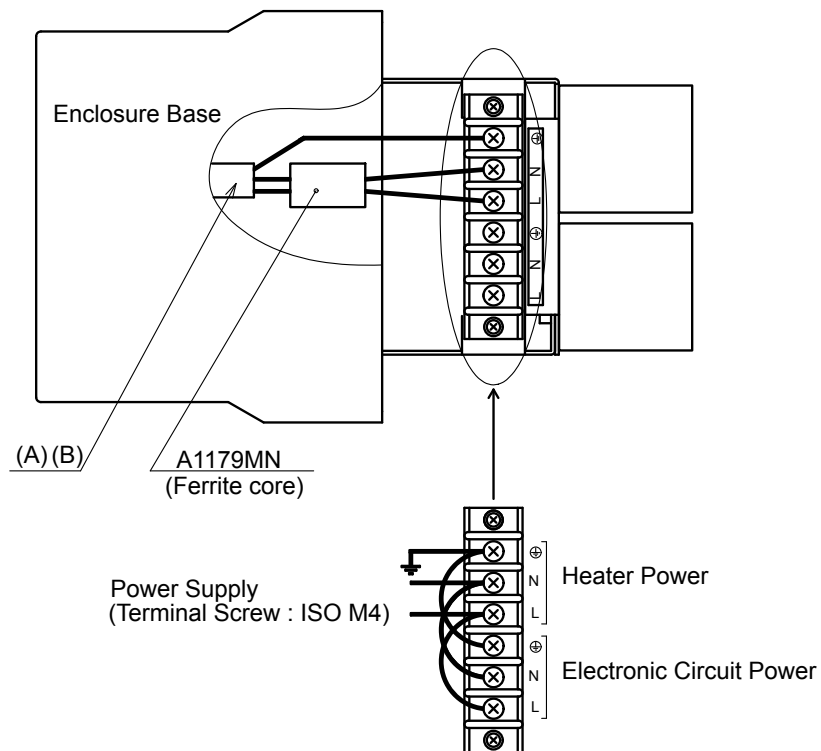 Enclosure Base
⏚
N
L
⏚
N
L
(A) (B)
A1179MN
(Ferrite core)
Power Supply
(Terminal Screw : ISO M4)
⏚
N
L
Heater Power
⏚
N
L
Electronic Circuit Power